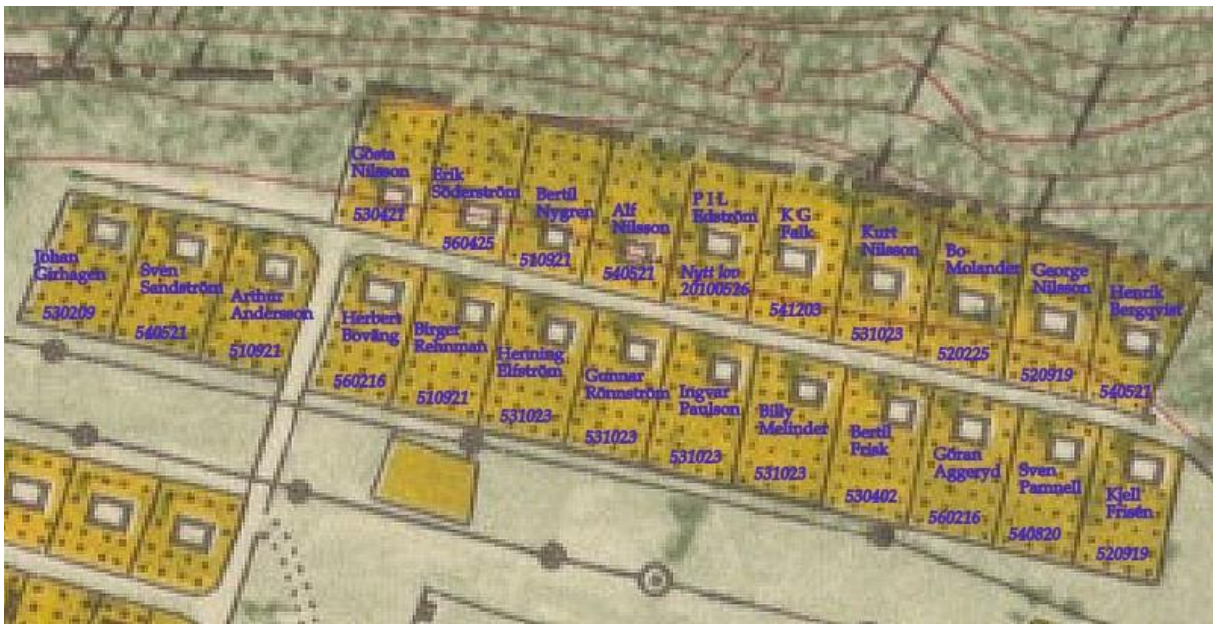 75
Gösta
Nilsson
530421
Erik
Söderström
560425
Bertil
Nygren
510921
Alf
Nilsson
540521
P I L
Edström
Nytt lov
20100526
K G
Falk
541203
Kurt
Nilsson
531023
Bo
Molander
520225
George
Nilsson
520919
Henrik
Bergqvist
540521
Johan
Girhagen
530209
Sven
Sandström
540521
Arthur
Andersson
510921
Herbert
Boväng
560216
Birger
Rehnman
510921
Henning
Elfström
531023
Gunnar
Rönnström
531023
Ingvar
Paulson
531023
Billy
Melinder
531023
Bertil
Frisk
530402
Göran
Aggeryd
560216
Sven
Pamnell
540820
Kjell
Frisén
520919